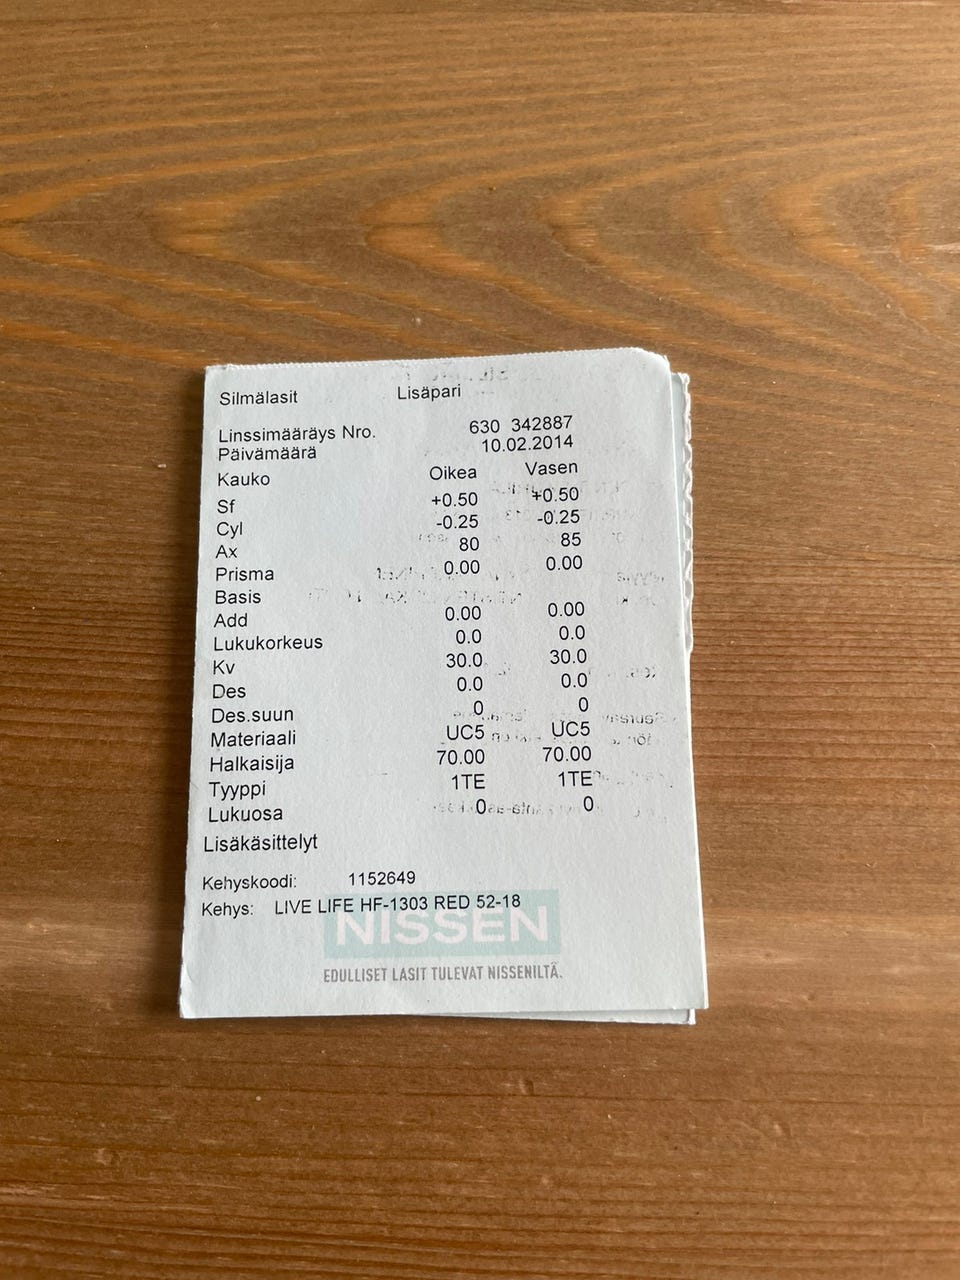 Silmälasit Lisäpari
Linssimääräys Nro. 630 342887
Päivämäärä 10.02.2014
Kauko Oikea Vasen
Sf +0.50 +0.50
Cyl -0.25 -0.25
Ax 80 85
Prisma 0.00 0.00
Basis
Add 0.00 0.00
Lukukorkeus 0.0 0.0
Kv 30.0 30.0
Des 0.0 0.0
Des.suun 0 0
Materiaali UC5 UC5
Halkaisija 70.00 70.00
Tyyppi 1TE 1TE
Lukuosa 0 0
Lisäkäsittelyt
Kehyskoodi: 1152649
Kehys: LIVE LIFE HF-1303 RED 52-18
NISSEN
EDULLISET LASIT TULEVAT NISSENILTÄ.